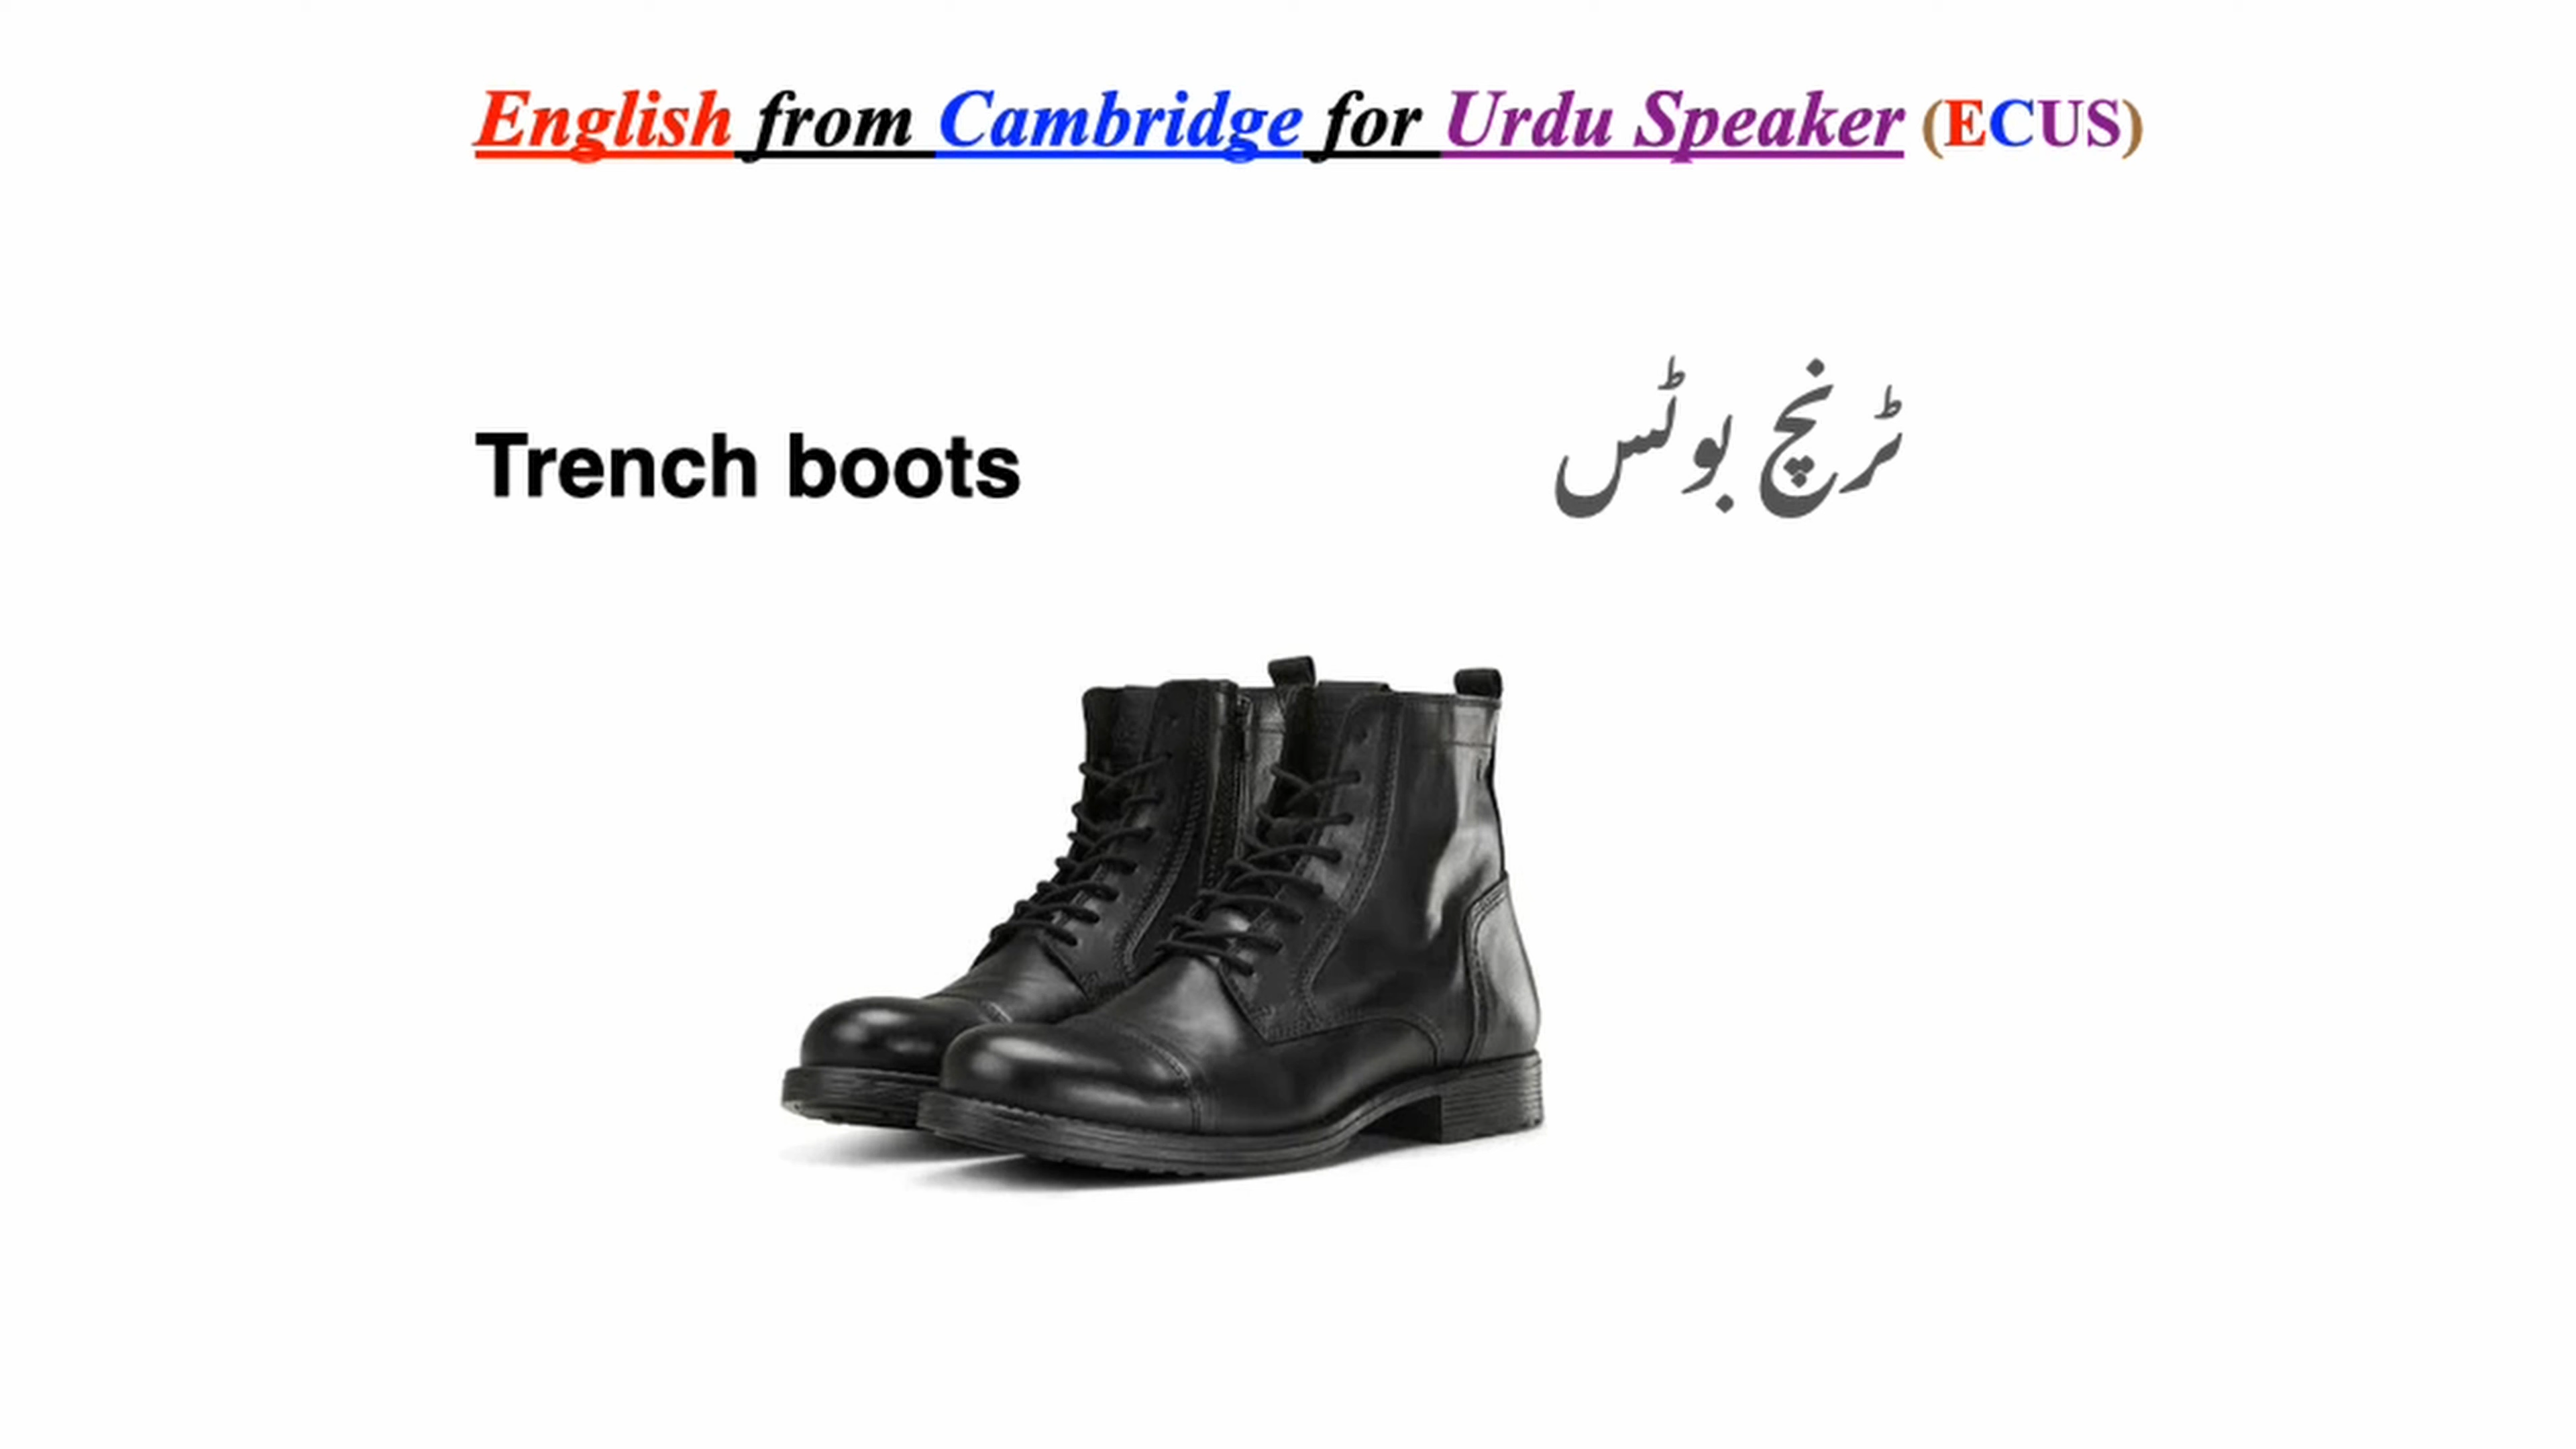 English from Cambridge for Urdu Speaker (ECUS)
Trench boots
ٹرنچ بوٹس